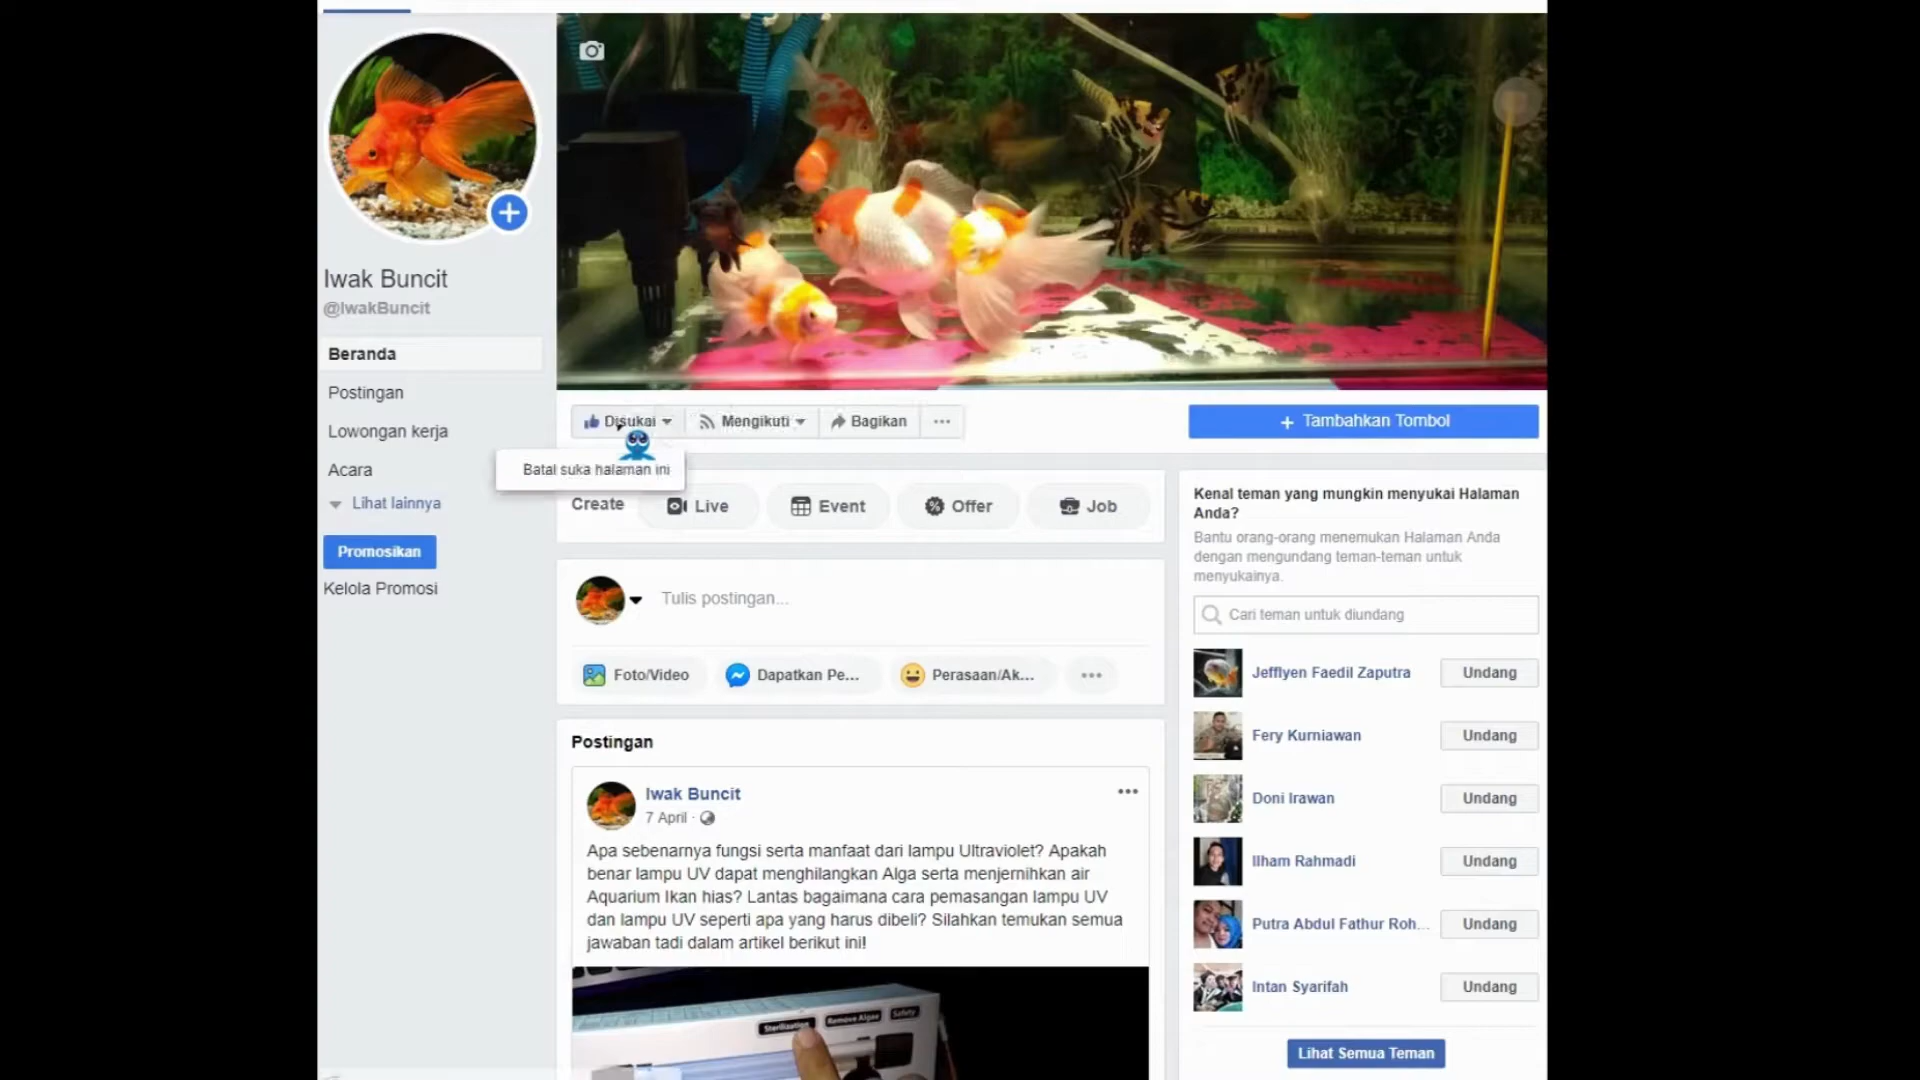 Iwak Buncit
@IwakBuncit
Beranda
Postingan
Lowongan kerja
Acara
Lihat lainnya
Promosikan
Kelola Promosi
Disukai
Mengikuti
Bagikan
Tambahkan Tombol
Batal suka halaman ini
Create
Live
Event
Offer
Job
Tulis postingan...
Foto/Video
Dapatkan Pe...
Perasaan/Ak...
Postingan
Iwak Buncit
7 April ·
Apa sebenarnya fungsi serta manfaat dari lampu Ultraviolet? Apakah
benar lampu UV dapat menghilangkan Alga serta menjernihkan air
Aquarium Ikan hias? Lantas bagaimana cara pemasangan lampu UV
dan lampu UV seperti apa yang harus dibeli? Silahkan temukan semua
jawaban tadi dalam artikel berikut ini!
Sterilization
Remove Algae
Safety
Kenal teman yang mungkin menyukai Halaman
Anda?
Bantu orang-orang menemukan Halaman Anda
dengan mengundang teman-teman untuk
menyukainya.
Cari teman untuk diundang
Jefflyen Faedil Zaputra
Undang
Fery Kurniawan
Undang
Doni Irawan
Undang
Ilham Rahmadi
Undang
Putra Abdul Fathur Roh...
Undang
Intan Syarifah
Undang
Lihat Semua Teman